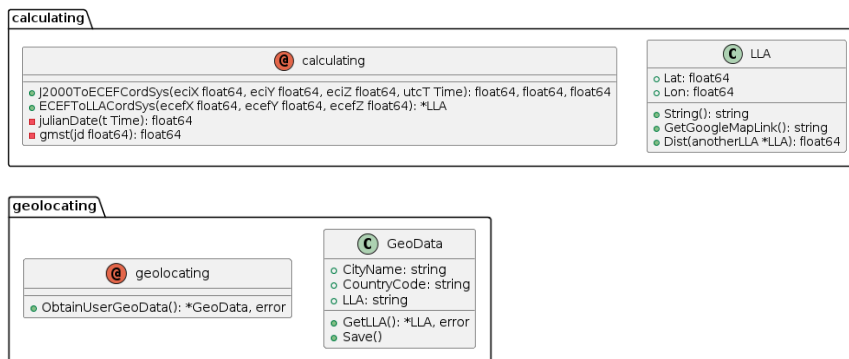 calculating
@ calculating
J2000ToECEFCordSys(eciX float64, eciY float64, eciZ float64, utcT Time): float64, float64, float64
ECEFToLLACordSys(ecefX float64, ecefY float64, ecefZ float64): *LLA
julianDate(t Time): float64
gmst(jd float64): float64
C LLA
Lat: float64
Lon: float64
String(): string
GetGoogleMapLink(): string
Dist(anotherLLA *LLA): float64
geolocating
@ geolocating
ObtainUserGeoData(): *GeoData, error
C GeoData
CityName: string
CountryCode: string
LLA: string
GetLLA(): *LLA, error
Save()